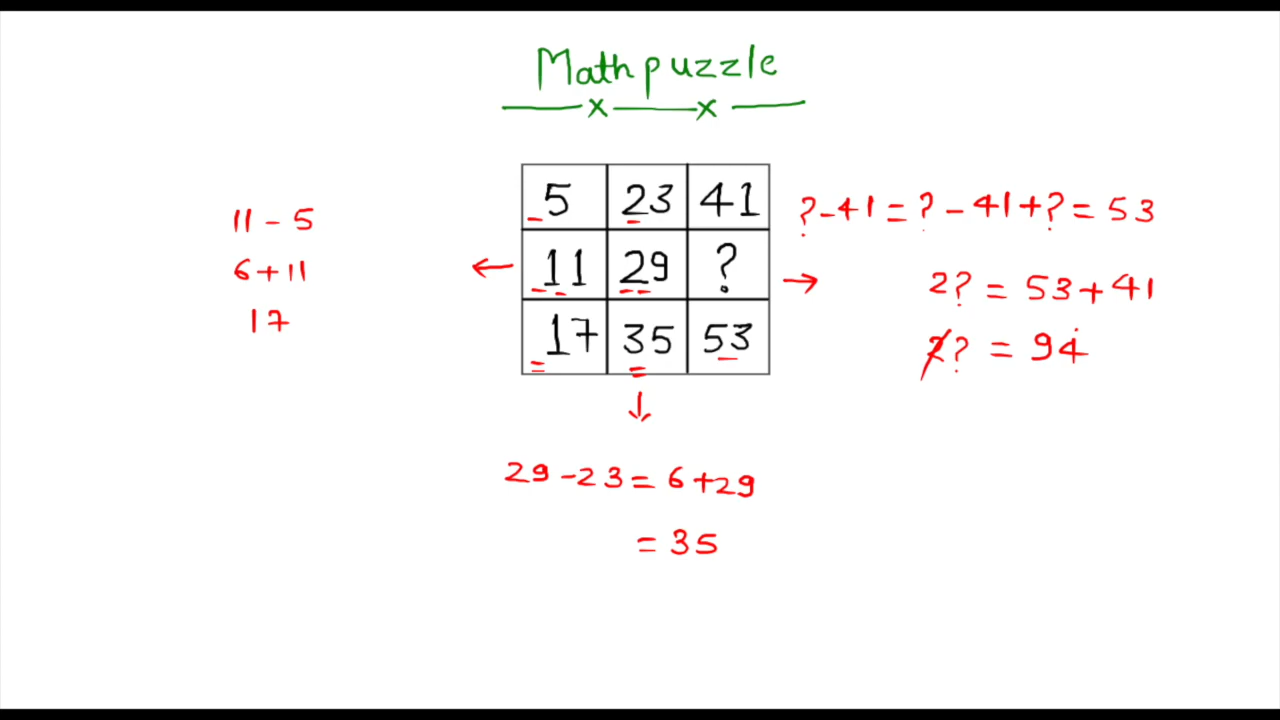 Math puzzle
x x
5 23 41
11 29 ?
17 35 53
11 - 5
6 + 11
17
? - 41 = ? - 41 + ? = 53
2? = 53 + 41
2? = 94
29 - 23 = 6 + 29
= 35